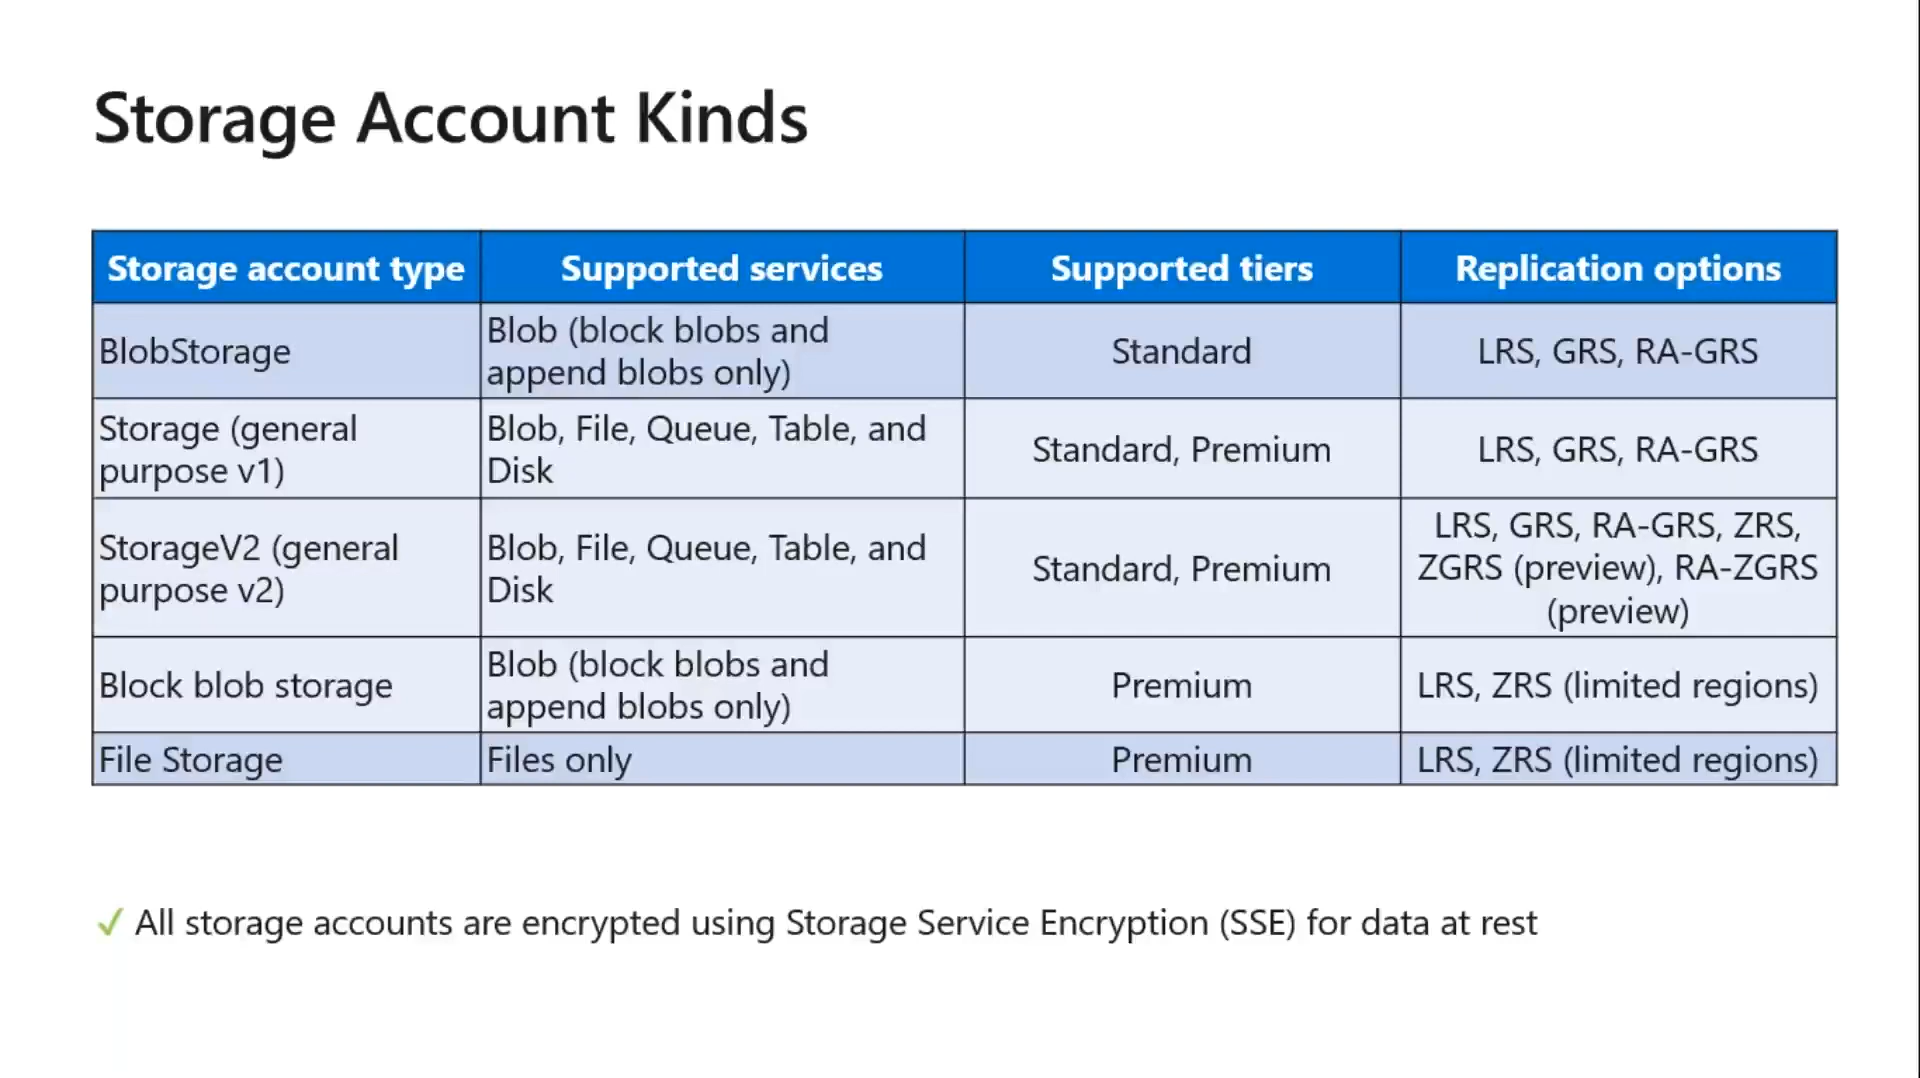 Storage Account Kinds
Storage account type
Supported services
Supported tiers
Replication options
BlobStorage
Blob (block blobs and
append blobs only)
Standard
LRS, GRS, RA-GRS
Storage (general
purpose v1)
Blob, File, Queue, Table, and
Disk
Standard, Premium
LRS, GRS, RA-GRS
StorageV2 (general
purpose v2)
Blob, File, Queue, Table, and
Disk
Standard, Premium
LRS, GRS, RA-GRS, ZRS,
ZGRS (preview), RA-ZGRS
(preview)
Block blob storage
Blob (block blobs and
append blobs only)
Premium
LRS, ZRS (limited regions)
File Storage
Files only
Premium
LRS, ZRS (limited regions)
✓ All storage accounts are encrypted using Storage Service Encryption (SSE) for data at rest